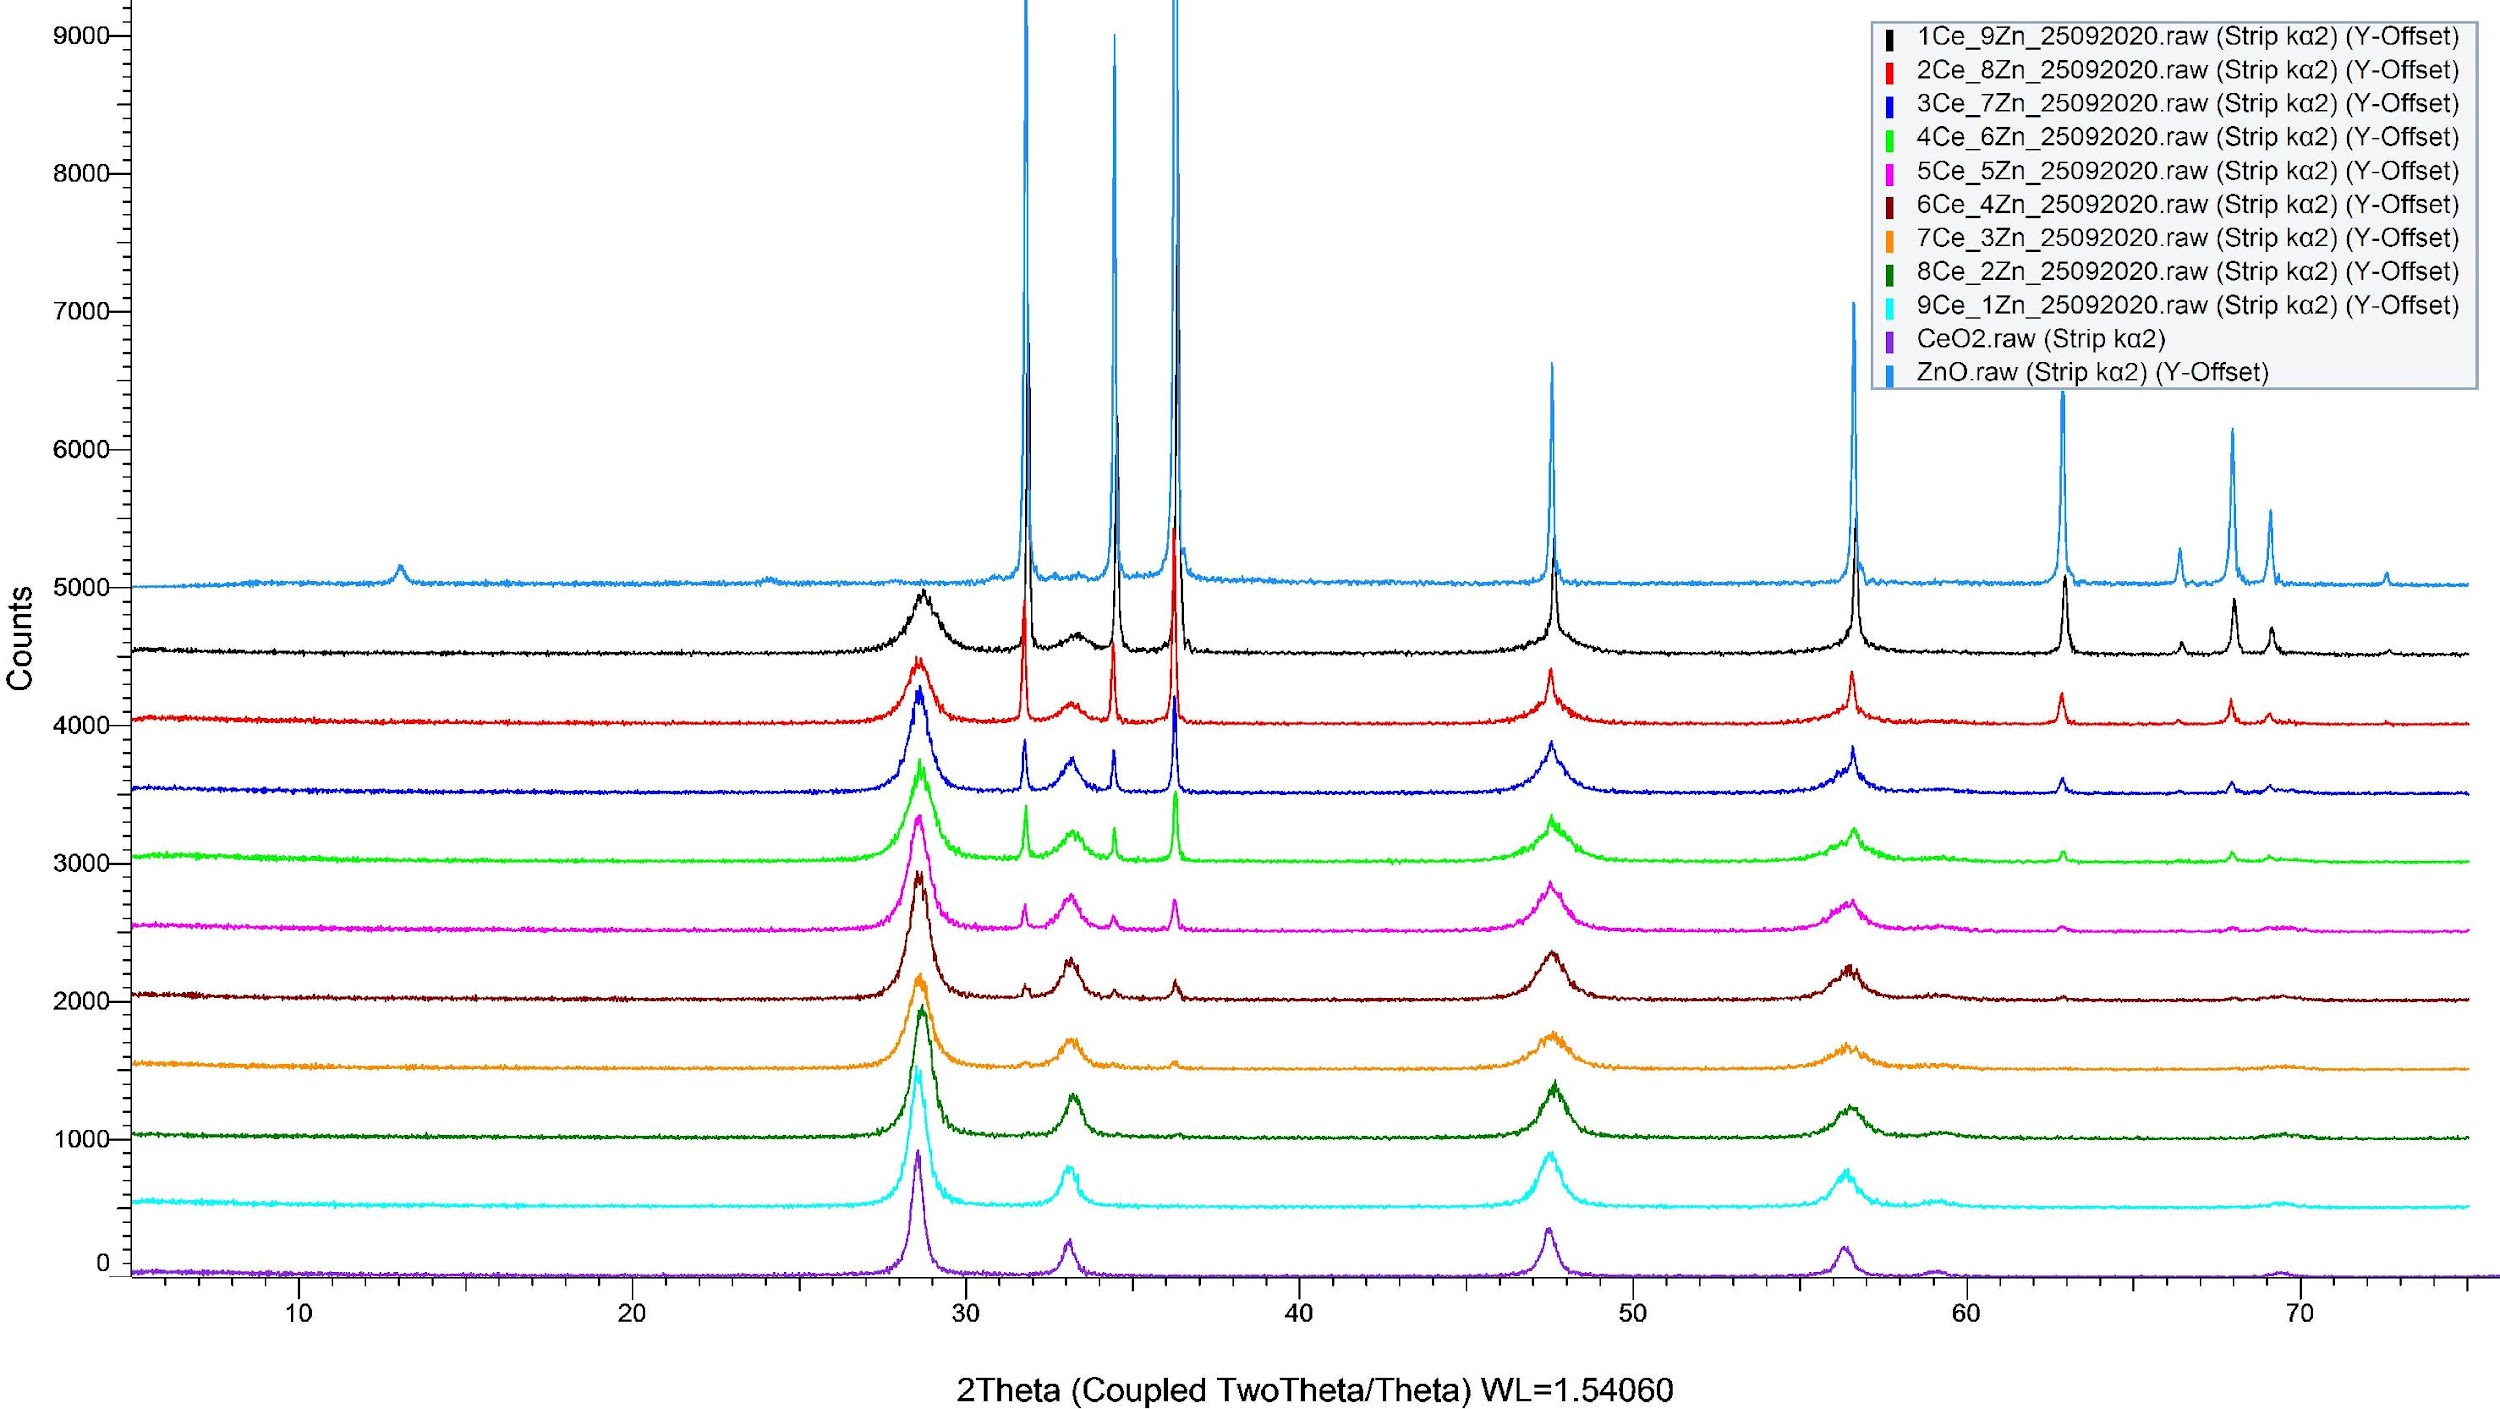 9000
8000
7000
6000
5000
4000
3000
2000
1000
0
Counts
1Ce_9Zn_25092020.raw (Strip kα2) (Y-Offset)
2Ce_8Zn_25092020.raw (Strip kα2) (Y-Offset)
3Ce_7Zn_25092020.raw (Strip kα2) (Y-Offset)
4Ce_6Zn_25092020.raw (Strip kα2) (Y-Offset)
5Ce_5Zn_25092020.raw (Strip kα2) (Y-Offset)
6Ce_4Zn_25092020.raw (Strip kα2) (Y-Offset)
7Ce_3Zn_25092020.raw (Strip kα2) (Y-Offset)
8Ce_2Zn_25092020.raw (Strip kα2) (Y-Offset)
9Ce_1Zn_25092020.raw (Strip kα2) (Y-Offset)
CeO2.raw (Strip kα2)
ZnO.raw (Strip kα2) (Y-Offset)
10 20 30 40 50 60 70
2Theta (Coupled TwoTheta/Theta) WL=1.54060